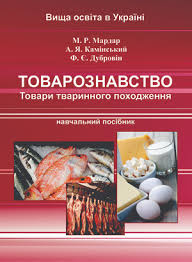 Вища освіта в Україні
М. Р. Мардар
А. Я. Камінський
Ф. Є. Дубровін
ТОВАРОЗНАВСТВО
Товари тваринного походження
навчальний посібник